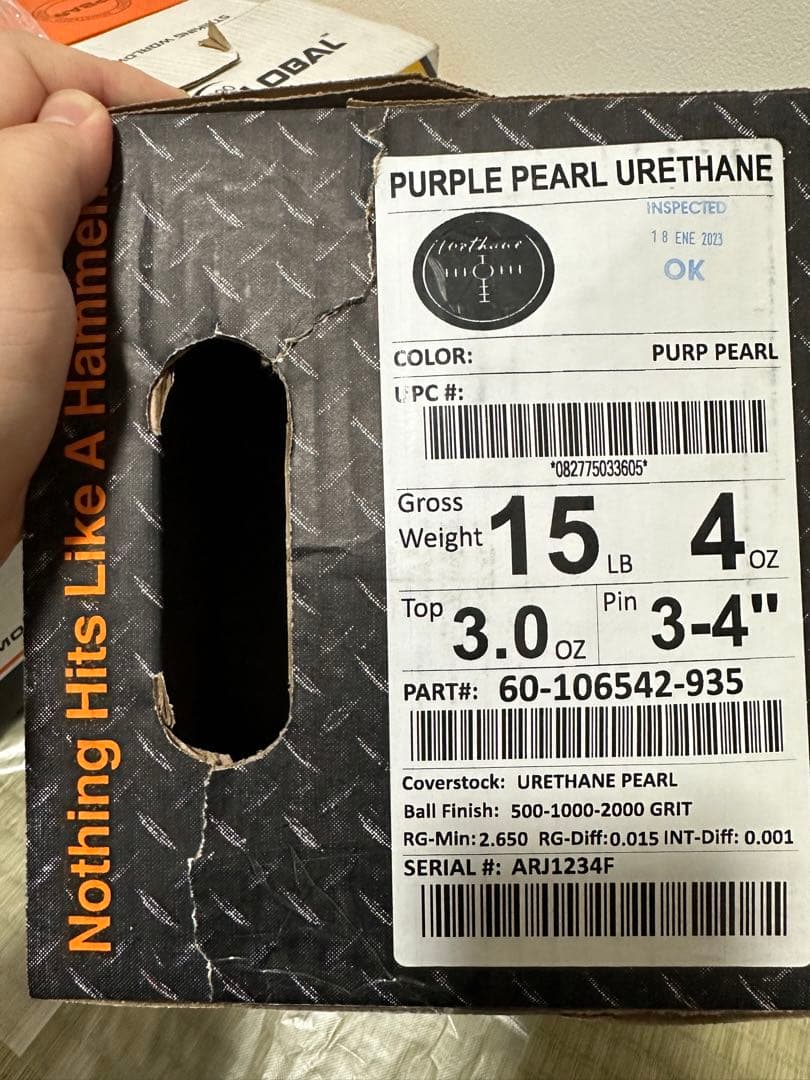 STRIKING
OBAL™
Nothing Hits Like A Hammer
PURPLE PEARL URETHANE
INSPECTED
18 ENE 2023
OK
Urethane
COLOR: PURP PEARL
UPC #:
*082775033605*
Gross Weight 15 LB 4 OZ
Top 3.0 OZ Pin 3-4"
PART#: 60-106542-935
Coverstock: URETHANE PEARL
Ball Finish: 500-1000-2000 GRIT
RG-Min: 2.650 RG-Diff: 0.015 INT-Diff: 0.001
SERIAL #: ARJ1234F